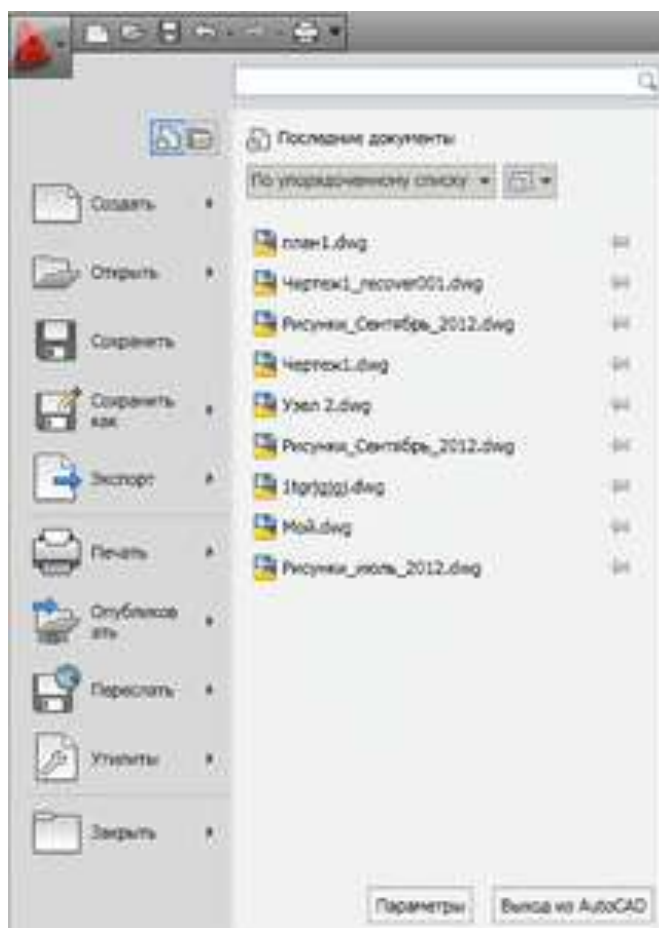 Последние документы
По упорядоченному списку
Создать
Открыть
Сохранить
Сохранить
как
Экспорт
Печать
Опубликов
ать
Переслать
Утилиты
Закрыть
план1.dwg
Чертеж1_recover001.dwg
Рисунки_Сентябрь_2012.dwg
Чертеж1.dwg
Узел 2.dwg
Рисунки_Сентябрь_2012.dwg
Мой.dwg
Рисунки_июль_2012.dwg
Параметры
Выход из AutoCAD